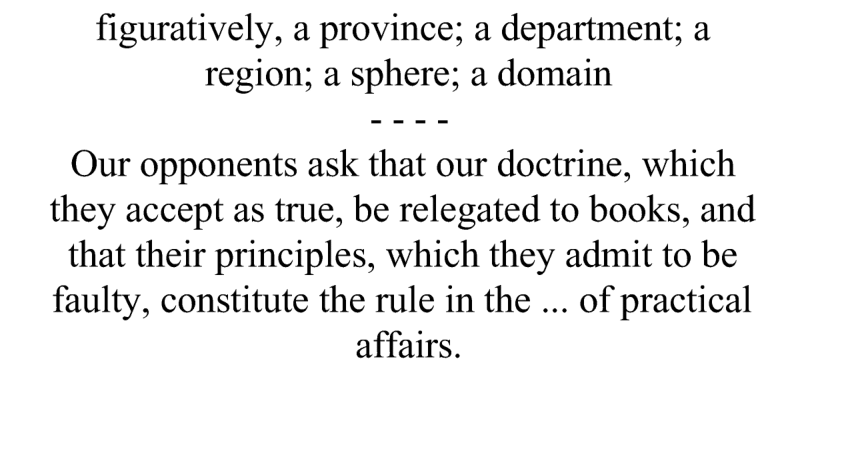 figuratively, a province; a department; a
region; a sphere; a domain
- - - -
Our opponents ask that our doctrine, which
they accept as true, be relegated to books, and
that their principles, which they admit to be
faulty, constitute the rule in the ... of practical
affairs.